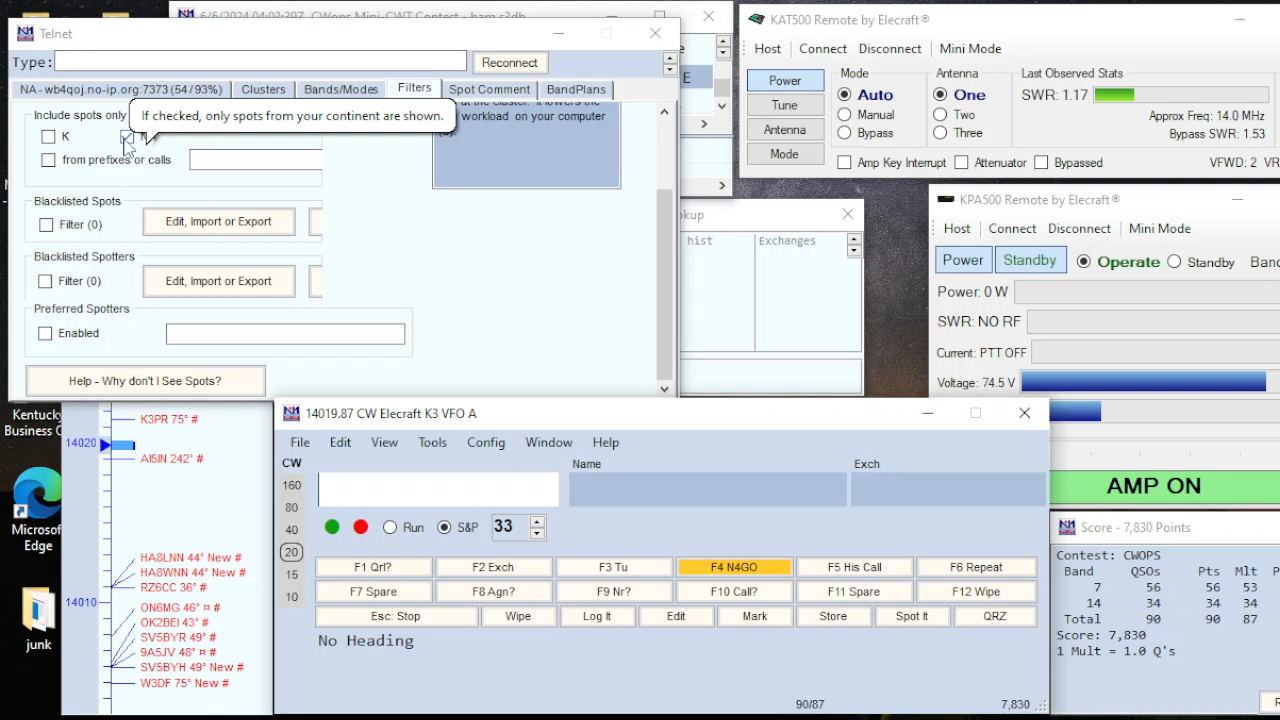 6/6/2024 04:03:39Z CWops Mini-CWT Contest - ham.s3db
Telnet
Type:
Reconnect
NA - wb4qoj.no-ip.org:7373 (54 / 93%)
Clusters
Bands/Modes
Filters
Spot Comment
BandPlans
Include spots only
If checked, only spots from your continent are shown.
at the cluster. It lowers the
workload on your computer
K
from prefixes or calls
Blacklisted Spots
Filter (0)
Edit, Import or Export
Blacklisted Spotters
Filter (0)
Edit, Import or Export
Preferred Spotters
Enabled
Help - Why don't I See Spots?
E
hist
Exchanges
KAT500 Remote by Elecraft®
Host
Connect
Disconnect
Mini Mode
Power
Tune
Antenna
Mode
Mode
Auto
Manual
Bypass
Antenna
One
Two
Three
Last Observed Stats
SWR: 1.17
Approx Freq: 14.0 MHz
Bypass SWR: 1.53
Amp Key Interrupt
Attenuator
Bypassed
VFWD: 2
KPA500 Remote by Elecraft®
Host
Connect
Disconnect
Mini Mode
Power
Standby
Operate
Standby
Power: 0 W
SWR: NO RF
Current: PTT OFF
Voltage: 74.5 V
AMP ON
Kentucky
Business
Microsof
Edge
junk
14020
14010
K3PR 75° #
AI5IN 242° #
HA8LNN 44° New #
HA8WNN 44° New #
RZ6CC 36° #
ON6MG 46° ¤ #
OK2BEI 43° #
SV5BYR 49° #
9A5JV 48° ¤ #
SV5BYH 49° New #
W3DF 75° New #
14019.87 CW Elecraft K3 VFO A
File
Edit
View
Tools
Config
Window
Help
CW
Name
Exch
160
80
40
20
15
10
Run
S&P
33
F1 Qrl?
F2 Exch
F3 Tu
F4 N4GO
F5 His Call
F6 Repeat
F7 Spare
F8 Agn?
F9 Nr?
F10 Call?
F11 Spare
F12 Wipe
Esc: Stop
Wipe
Log It
Edit
Mark
Store
Spot It
QRZ
No Heading
90/87
7,830
Score - 7,830 Points
Contest: CWOPS
Band QSOs Pts Mlt
7 56 56 53
14 34 34 34
Total 90 90 87
Score: 7,830
1 Mult = 1.0 Q's